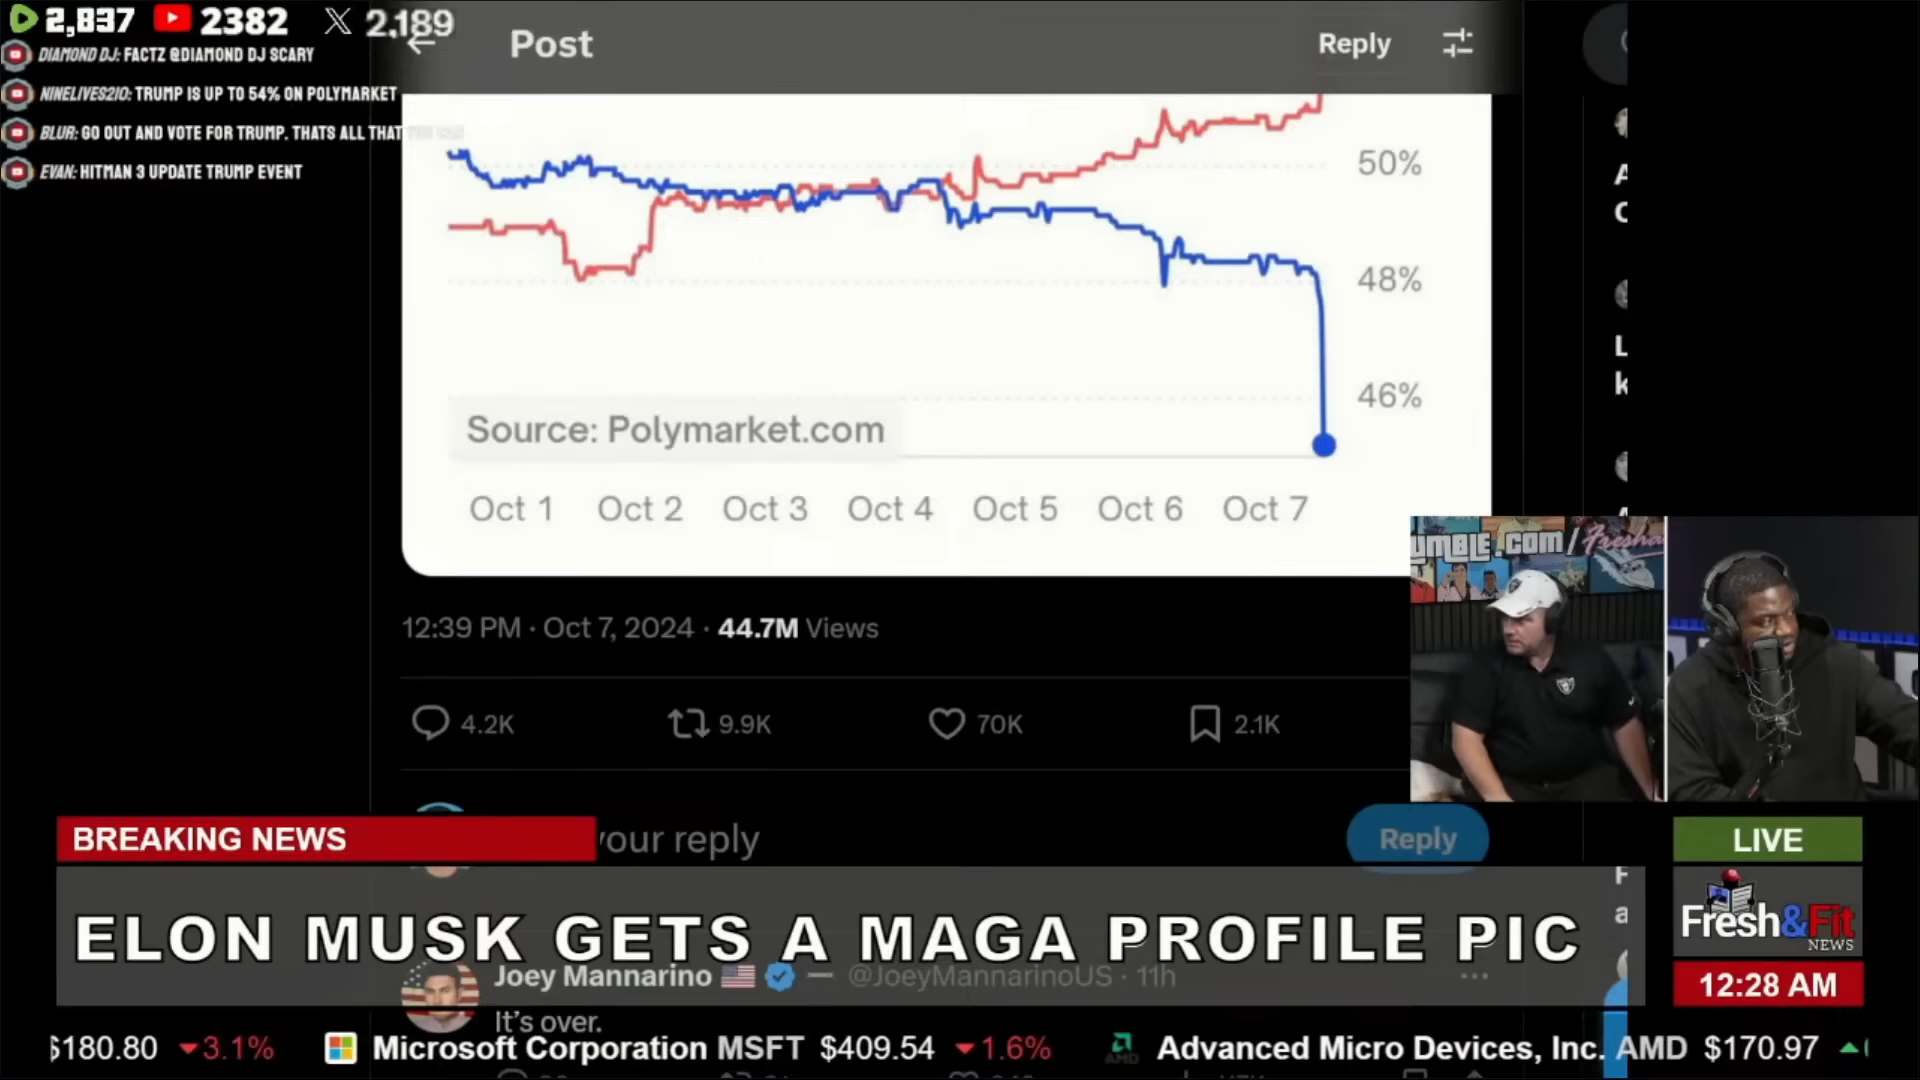 2,837 2382 2,189
DIAMOND DJ: FACTZ @DIAMOND DJ SCARY
NINELIVES210: TRUMP IS UP TO 54% ON POLYMARKET
BLUR: GO OUT AND VOTE FOR TRUMP. THATS ALL THAT
EVAN: HITMAN 3 UPDATE TRUMP EVENT
Post
Reply
50%
48%
46%
Source: Polymarket.com
Oct 1 Oct 2 Oct 3 Oct 4 Oct 5 Oct 6 Oct 7
12:39 PM · Oct 7, 2024 · 44.7M Views
4.2K 9.9K 70K 2.1K
your reply
Reply
BREAKING NEWS
ELON MUSK GETS A MAGA PROFILE PIC
Joey Mannarino @JoeyMannarinoUS · 11h
It's over.
UMBLE.COM/
LIVE
Fresh&Fit
NEWS
12:28 AM
$180.80 3.1% Microsoft Corporation MSFT $409.54 1.6% AMD Advanced Micro Devices, Inc. AMD $170.97